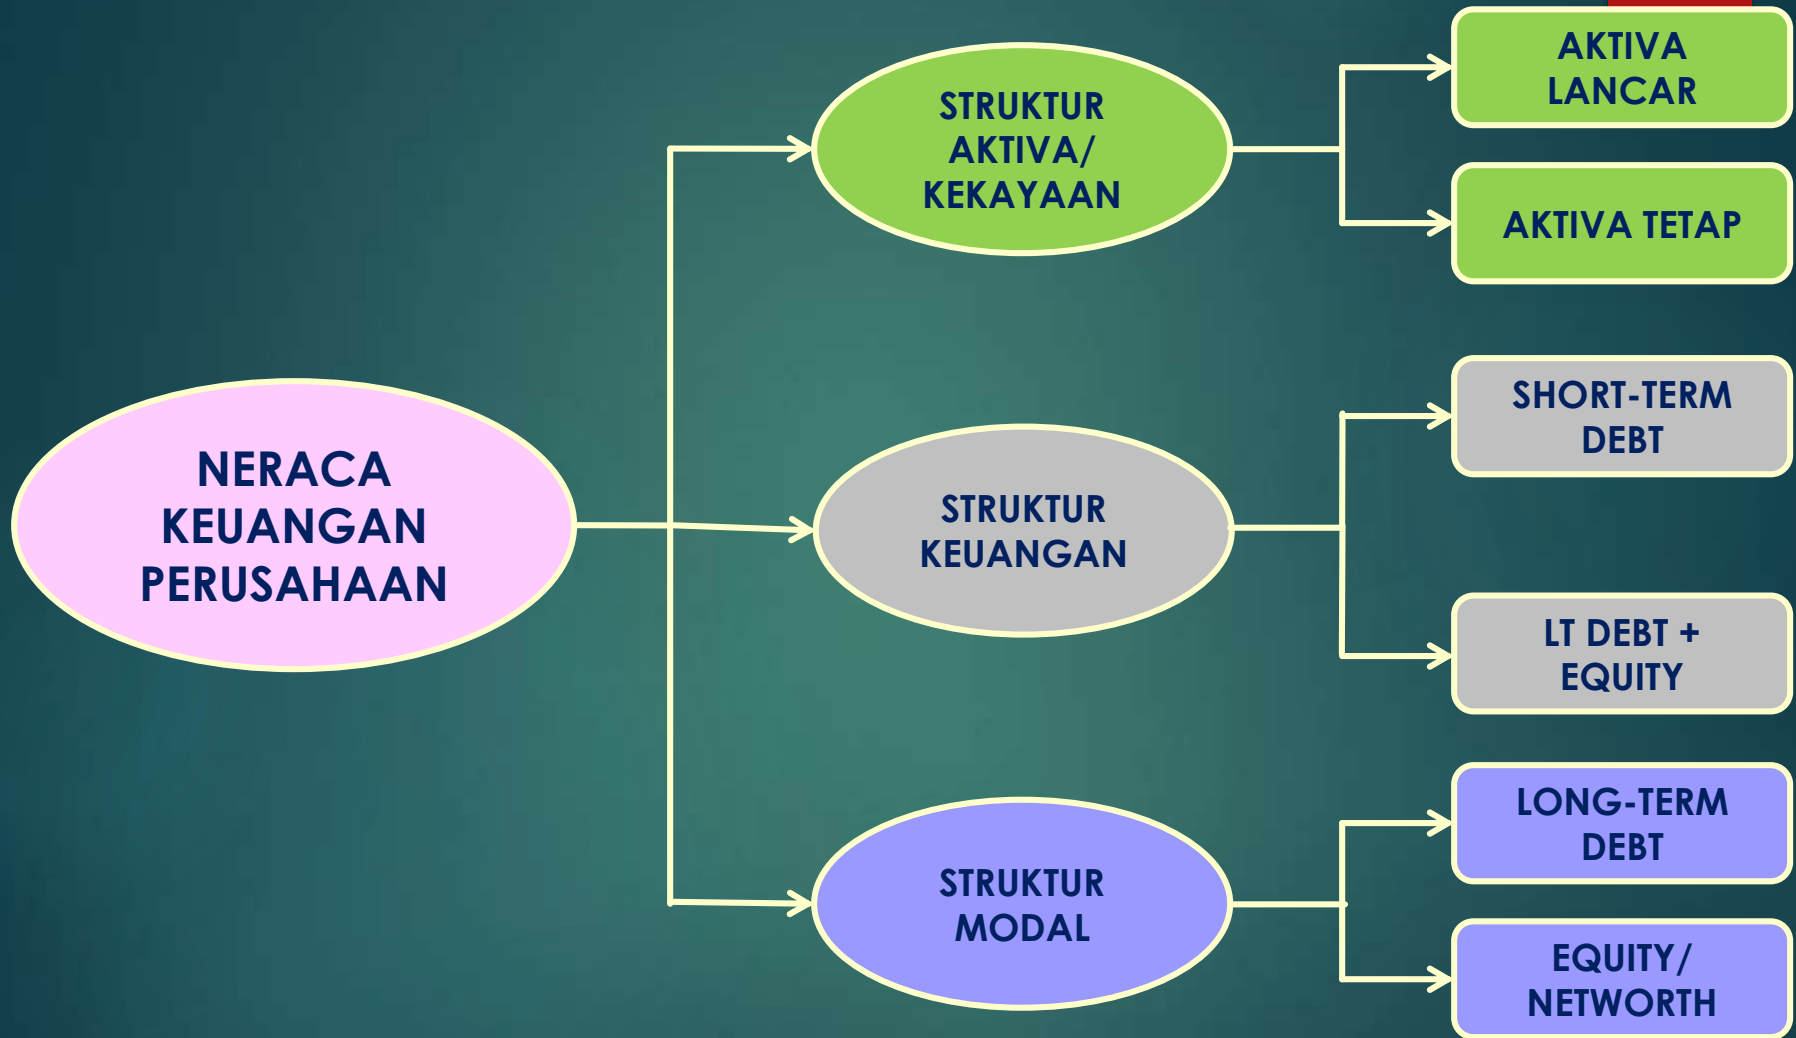 NERACA
KEUANGAN
PERUSAHAAN
STRUKTUR
AKTIVA/
KEKAYAAN
AKTIVA
LANCAR
AKTIVA TETAP
STRUKTUR
KEUANGAN
SHORT-TERM
DEBT
LT DEBT +
EQUITY
STRUKTUR
MODAL
LONG-TERM
DEBT
EQUITY/
NETWORTH